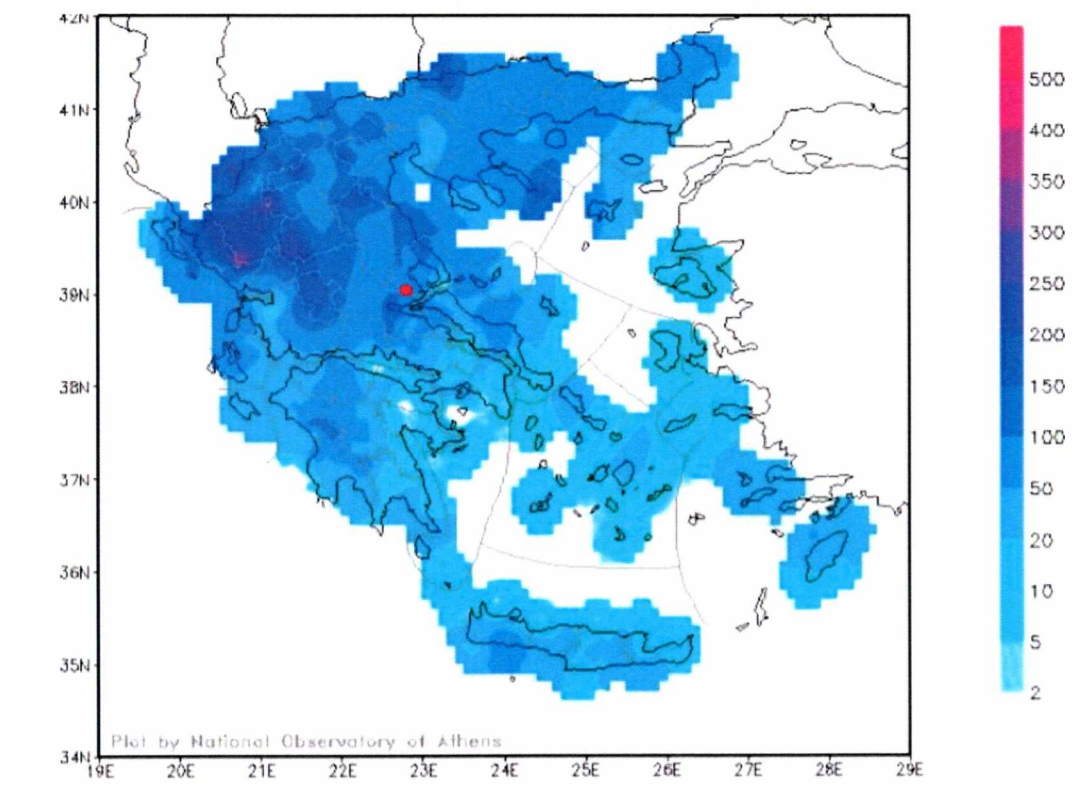 42N
41N
40N
39N
38N
37N
36N
35N
34N
19E 20E 21E 22E 23E 24E 25E 26E 27E 28E 29E
Plot by National Observatory of Athens
500
400
350
300
250
200
150
100
50
20
10
5
2